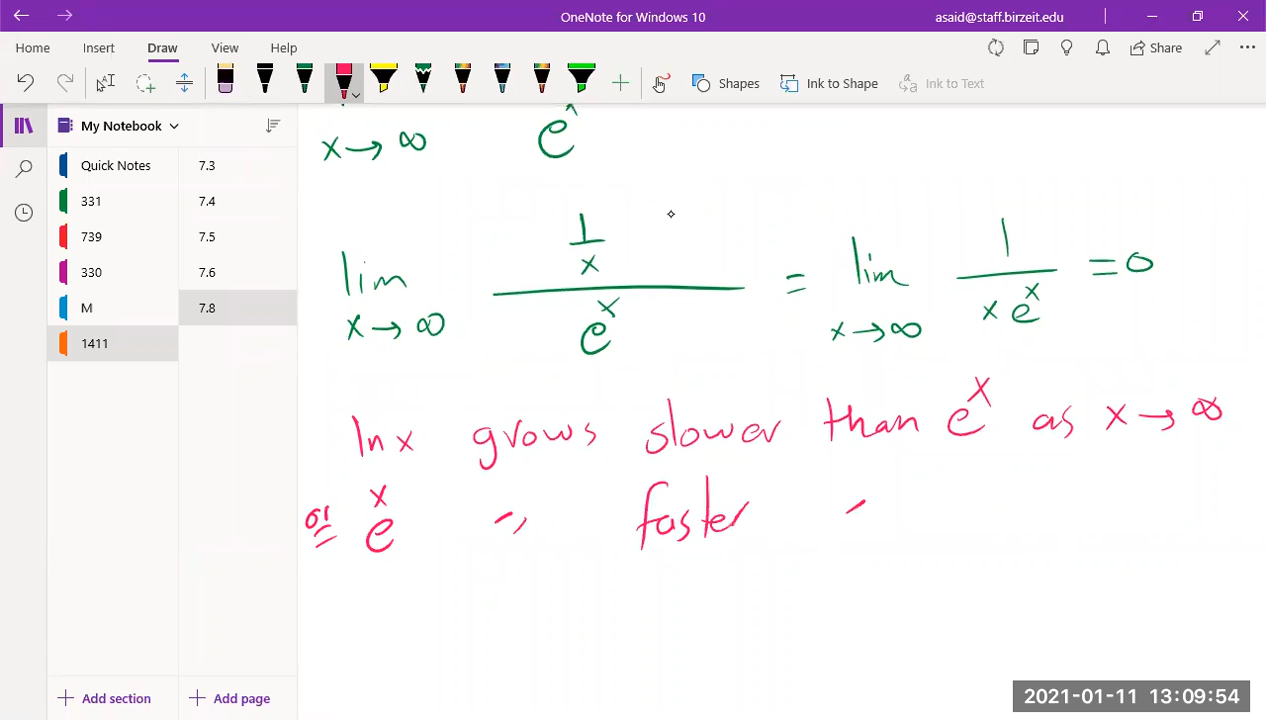 OneNote for Windows 10
asaid@staff.birzeit.edu
Home Insert Draw View Help
Share
Shapes Ink to Shape Ink to Text
My Notebook
Quick Notes
331
739
330
M
1411
7.3
7.4
7.5
7.6
7.8
x → ∞ e^x
lim x → ∞ (1/x)/(e^x) = lim x → ∞ 1/(x e^x) = 0
ln x grows slower than e^x as x → ∞
or e^x 〃 faster 〃
Add section
Add page
2021-01-11 13:09:54